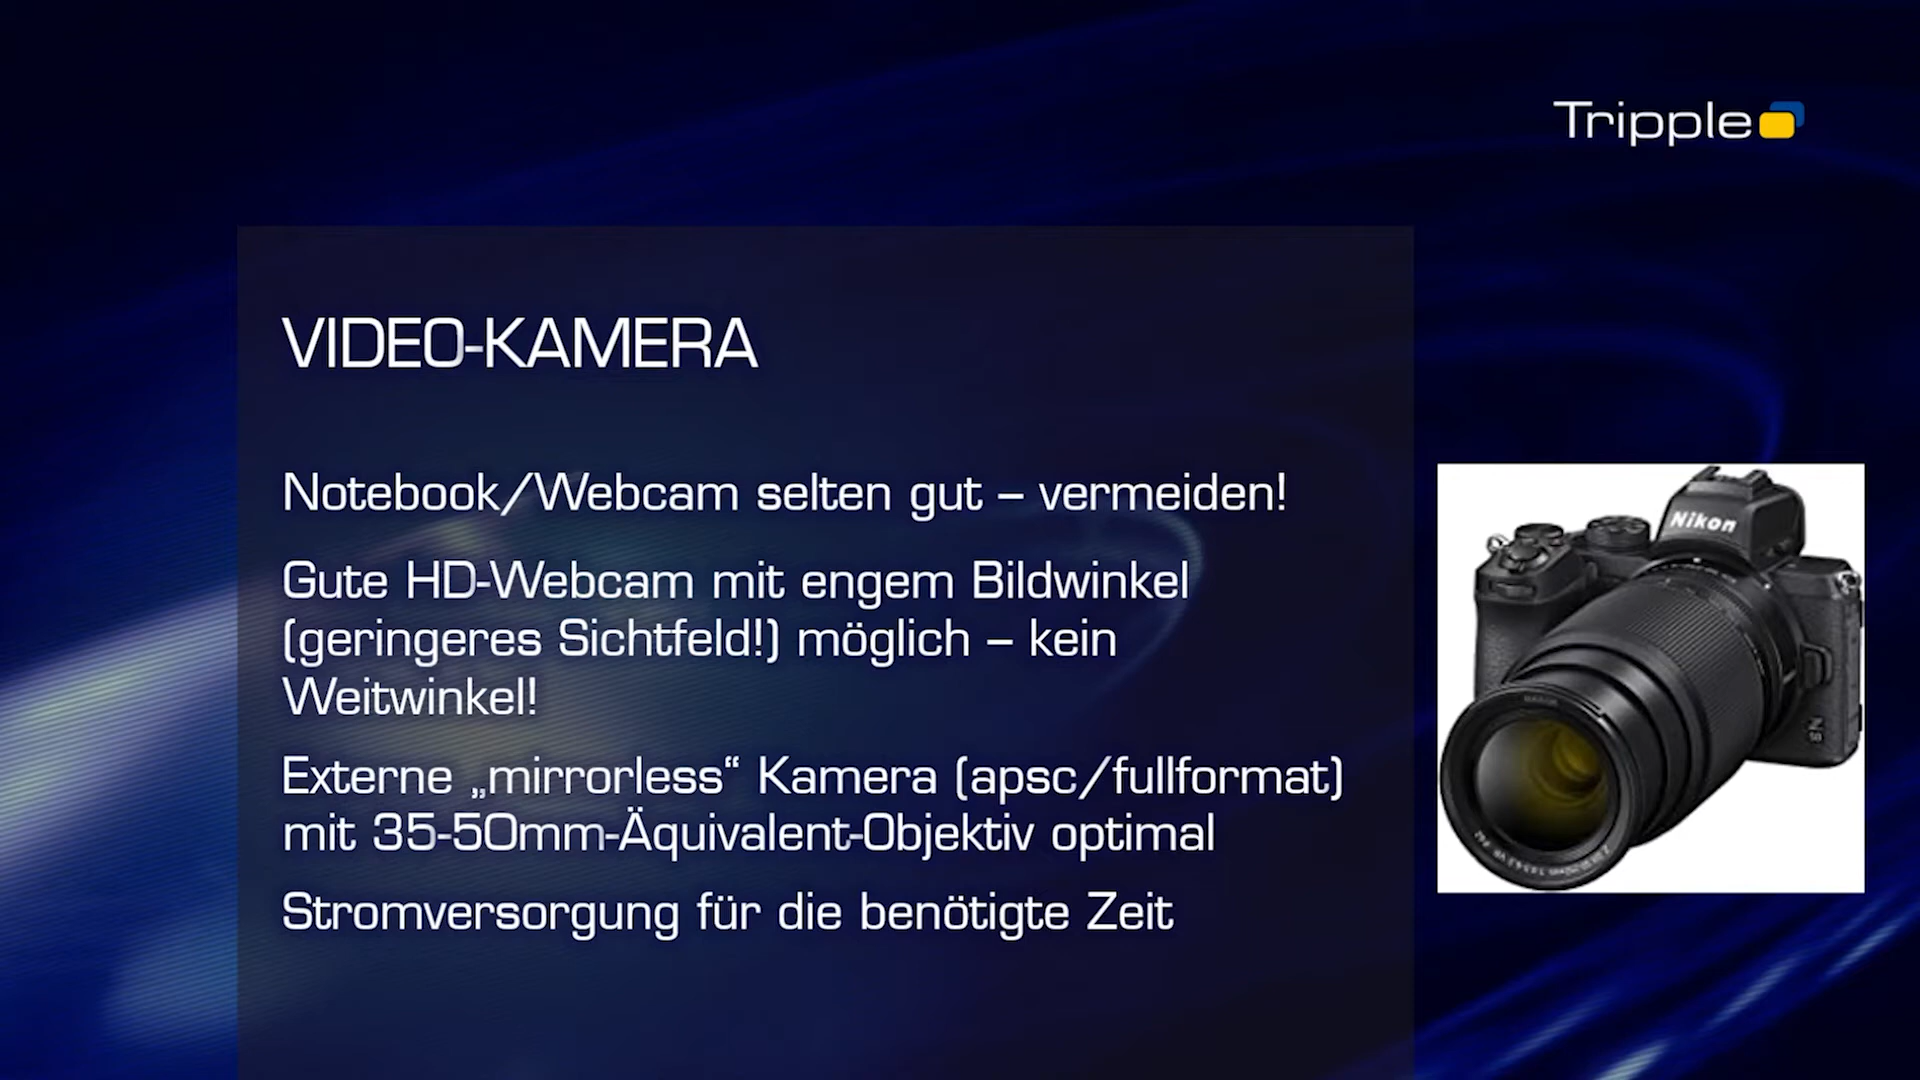 Tripple
VIDEO-KAMERA
Notebook/Webcam selten gut – vermeiden!
Gute HD-Webcam mit engem Bildwinkel
(geringeres Sichtfeld!) möglich – kein
Weitwinkel!
Externe „mirrorless“ Kamera (apsc/fullformat)
mit 35-50mm-Äquivalent-Objektiv optimal
Stromversorgung für die benötigte Zeit
Nikon
Z
50